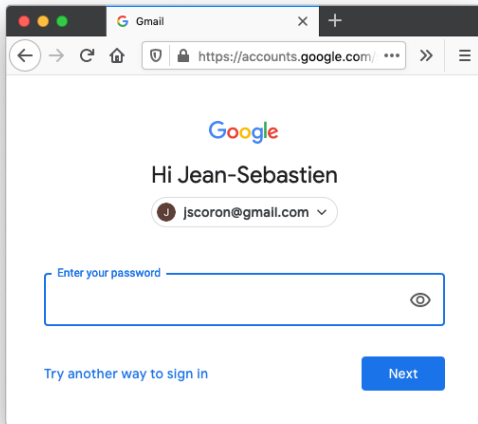 Gmail
https://accounts.google.com/
Google
Hi Jean-Sebastien
J jscoron@gmail.com
Enter your password
Try another way to sign in
Next